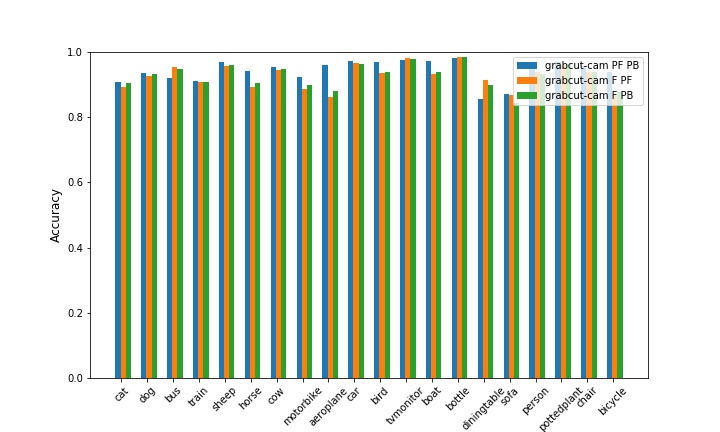 grabcut-cam PF PB
grabcut-cam F PF
grabcut-cam F PB
1.0
0.8
0.6
0.4
0.2
0.0
Accuracy
cat
dog
bus
train
sheep
horse
cow
motorbike
aeroplane
car
bird
tvmonitor
boat
bottle
diningtable
sofa
person
pottedplant
chair
bicycle